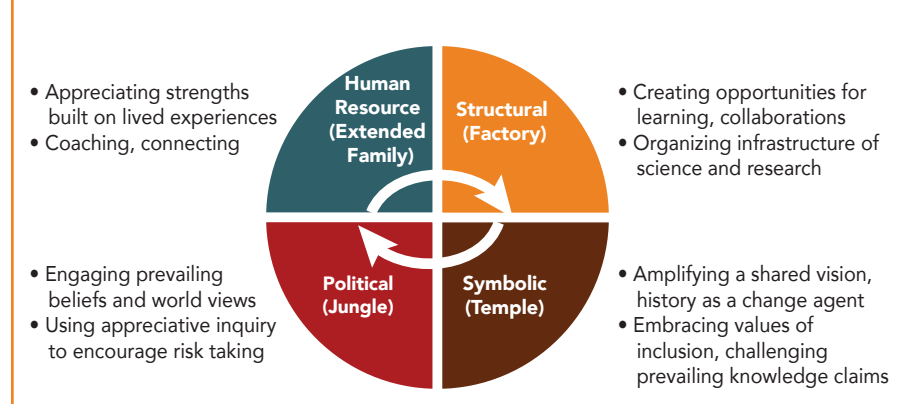 • Appreciating strengths
built on lived experiences
• Coaching, connecting
Human
Resource
(Extended
Family)
Structural
(Factory)
• Creating opportunities for
learning, collaborations
• Organizing infrastructure of
science and research
• Engaging prevailing
beliefs and world views
• Using appreciative inquiry
to encourage risk taking
Political
(Jungle)
Symbolic
(Temple)
• Amplifying a shared vision,
history as a change agent
• Embracing values of
inclusion, challenging
prevailing knowledge claims